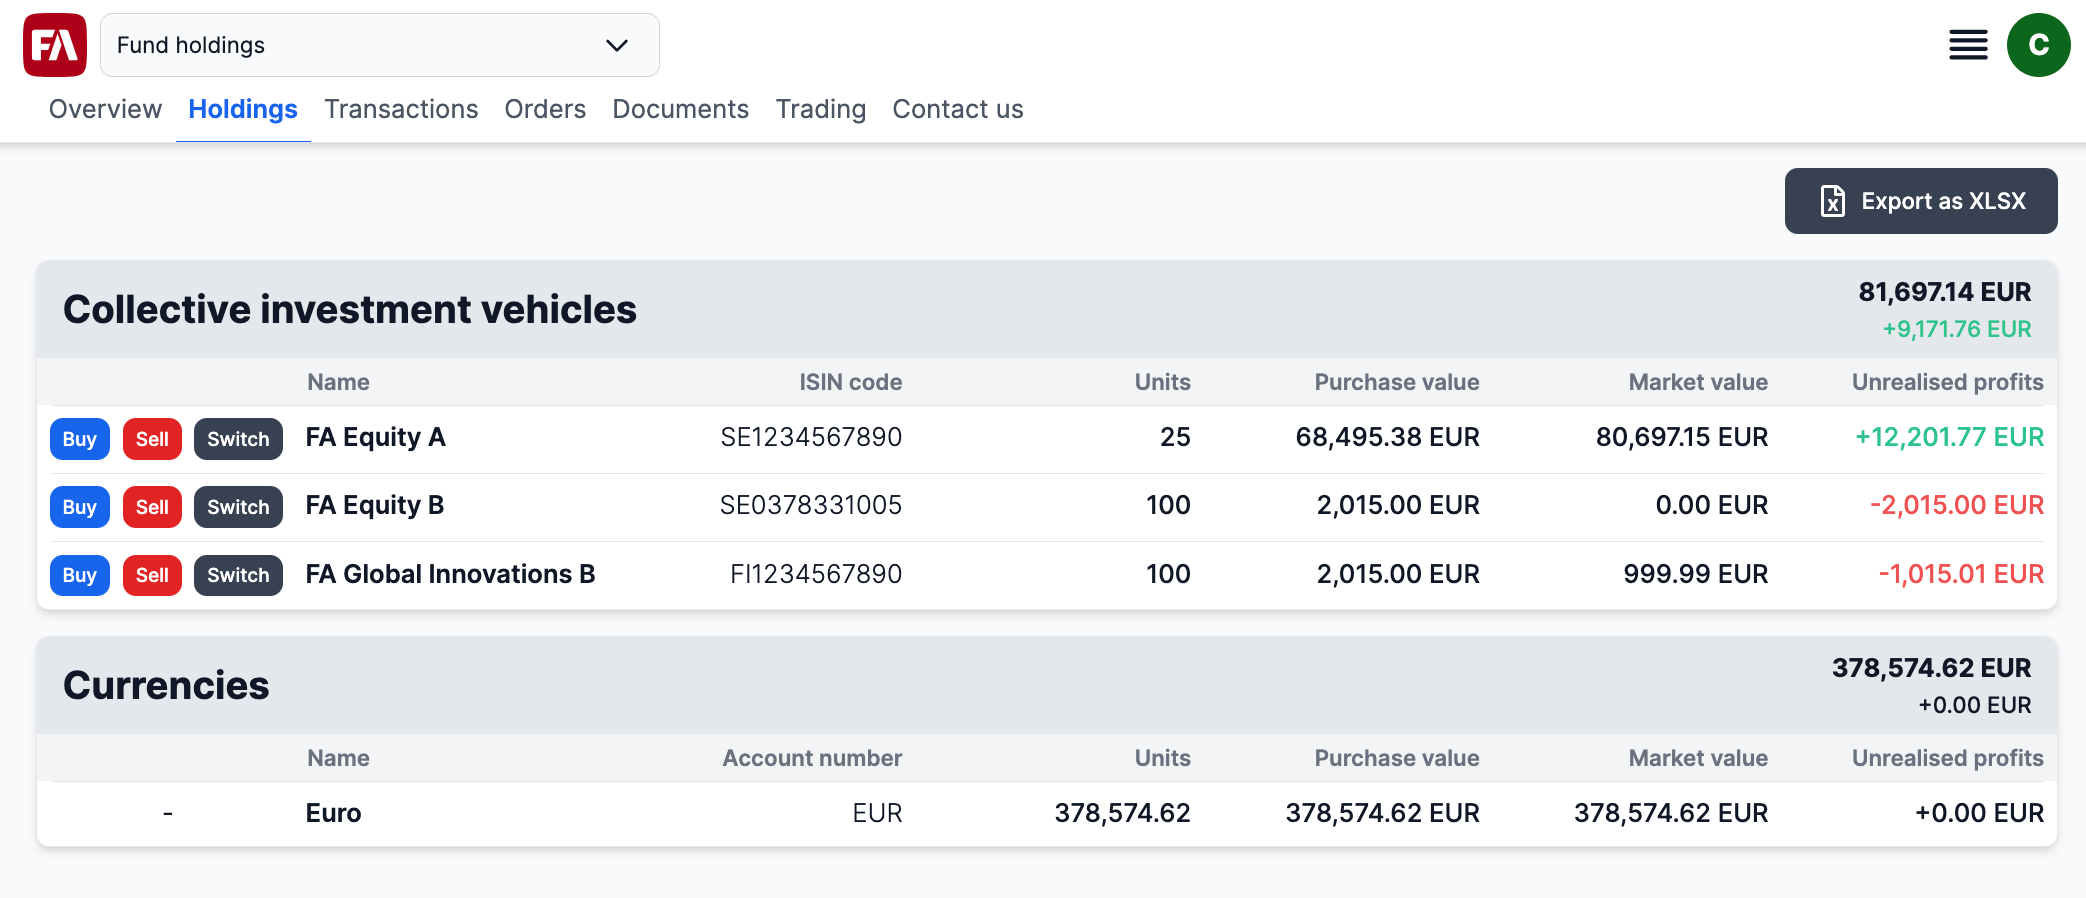 FA Fund holdings C
Overview Holdings Transactions Orders Documents Trading Contact us
Export as XLSX
Collective investment vehicles 81,697.14 EUR
+9,171.76 EUR
Name ISIN code Units Purchase value Market value Unrealised profits
Buy Sell Switch FA Equity A SE1234567890 25 68,495.38 EUR 80,697.15 EUR +12,201.77 EUR
Buy Sell Switch FA Equity B SE0378331005 100 2,015.00 EUR 0.00 EUR -2,015.00 EUR
Buy Sell Switch FA Global Innovations B FI1234567890 100 2,015.00 EUR 999.99 EUR -1,015.01 EUR
Currencies 378,574.62 EUR
+0.00 EUR
Name Account number Units Purchase value Market value Unrealised profits
- Euro EUR 378,574.62 378,574.62 EUR 378,574.62 EUR +0.00 EUR